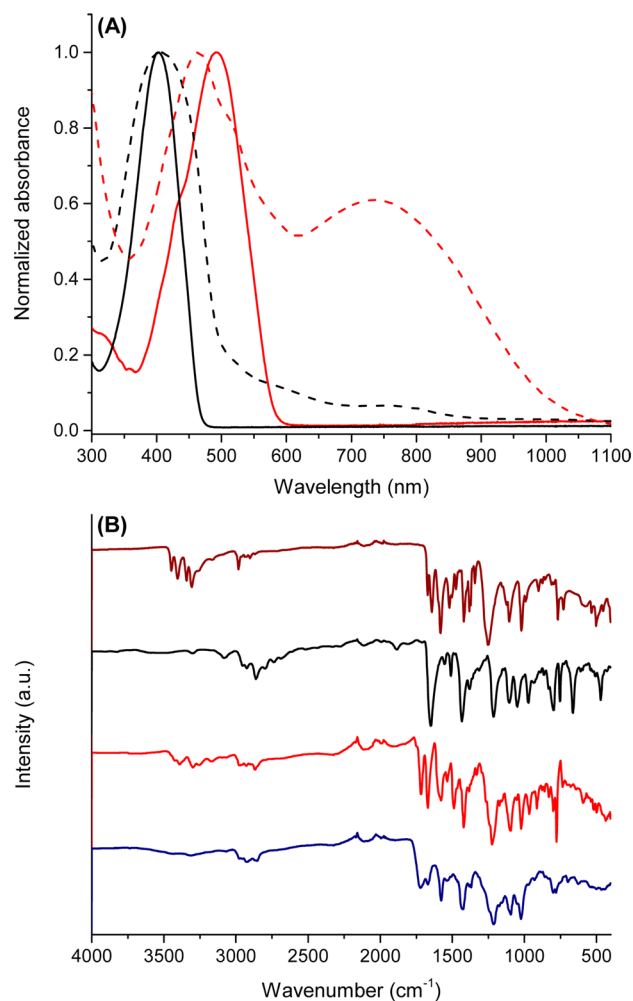 (A)
Normalized absorbance
1.0
0.8
0.6
0.4
0.2
0.0
300 400 500 600 700 800 900 1000 1100
Wavelength (nm)
(B)
Intensity (a.u.)
4000 3500 3000 2500 2000 1500 1000 500
Wavenumber (cm⁻¹)